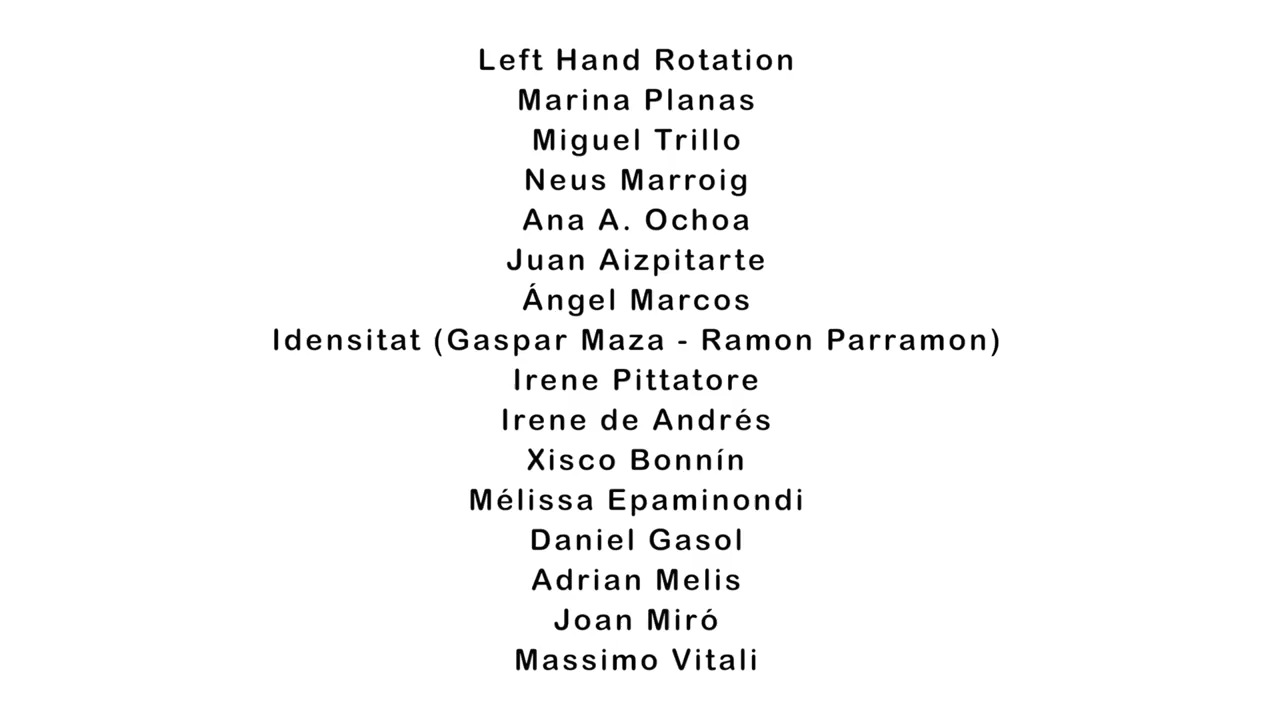 Left Hand Rotation
Marina Planas
Miguel Trillo
Neus Marroig
Ana A. Ochoa
Juan Aizpitarte
Ángel Marcos
Idensitat (Gaspar Maza - Ramon Parramon)
Irene Pittatore
Irene de Andrés
Xisco Bonnín
Mélissa Epaminondi
Daniel Gasol
Adrian Melis
Joan Miró
Massimo Vitali